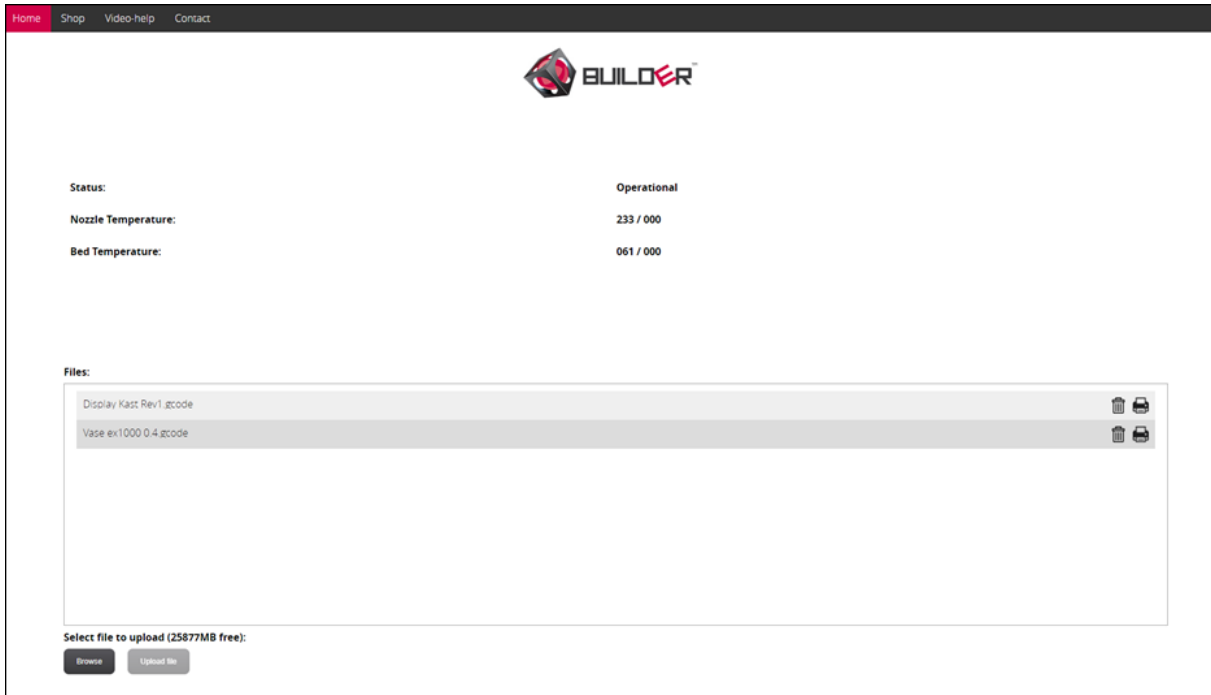 Home Shop Video-help Contact
BUILDER™
Status: Operational
Nozzle Temperature: 233 / 000
Bed Temperature: 061 / 000
Files:
Display Kast Rev1.gcode
Vase ex1000 0.4.gcode
Select file to upload (25877MB free):
Browse Upload file